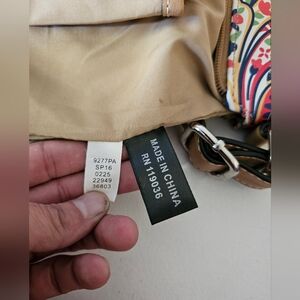 9277PA
SP16
0225
22949
36803
MADE IN CHINA
RN 119036